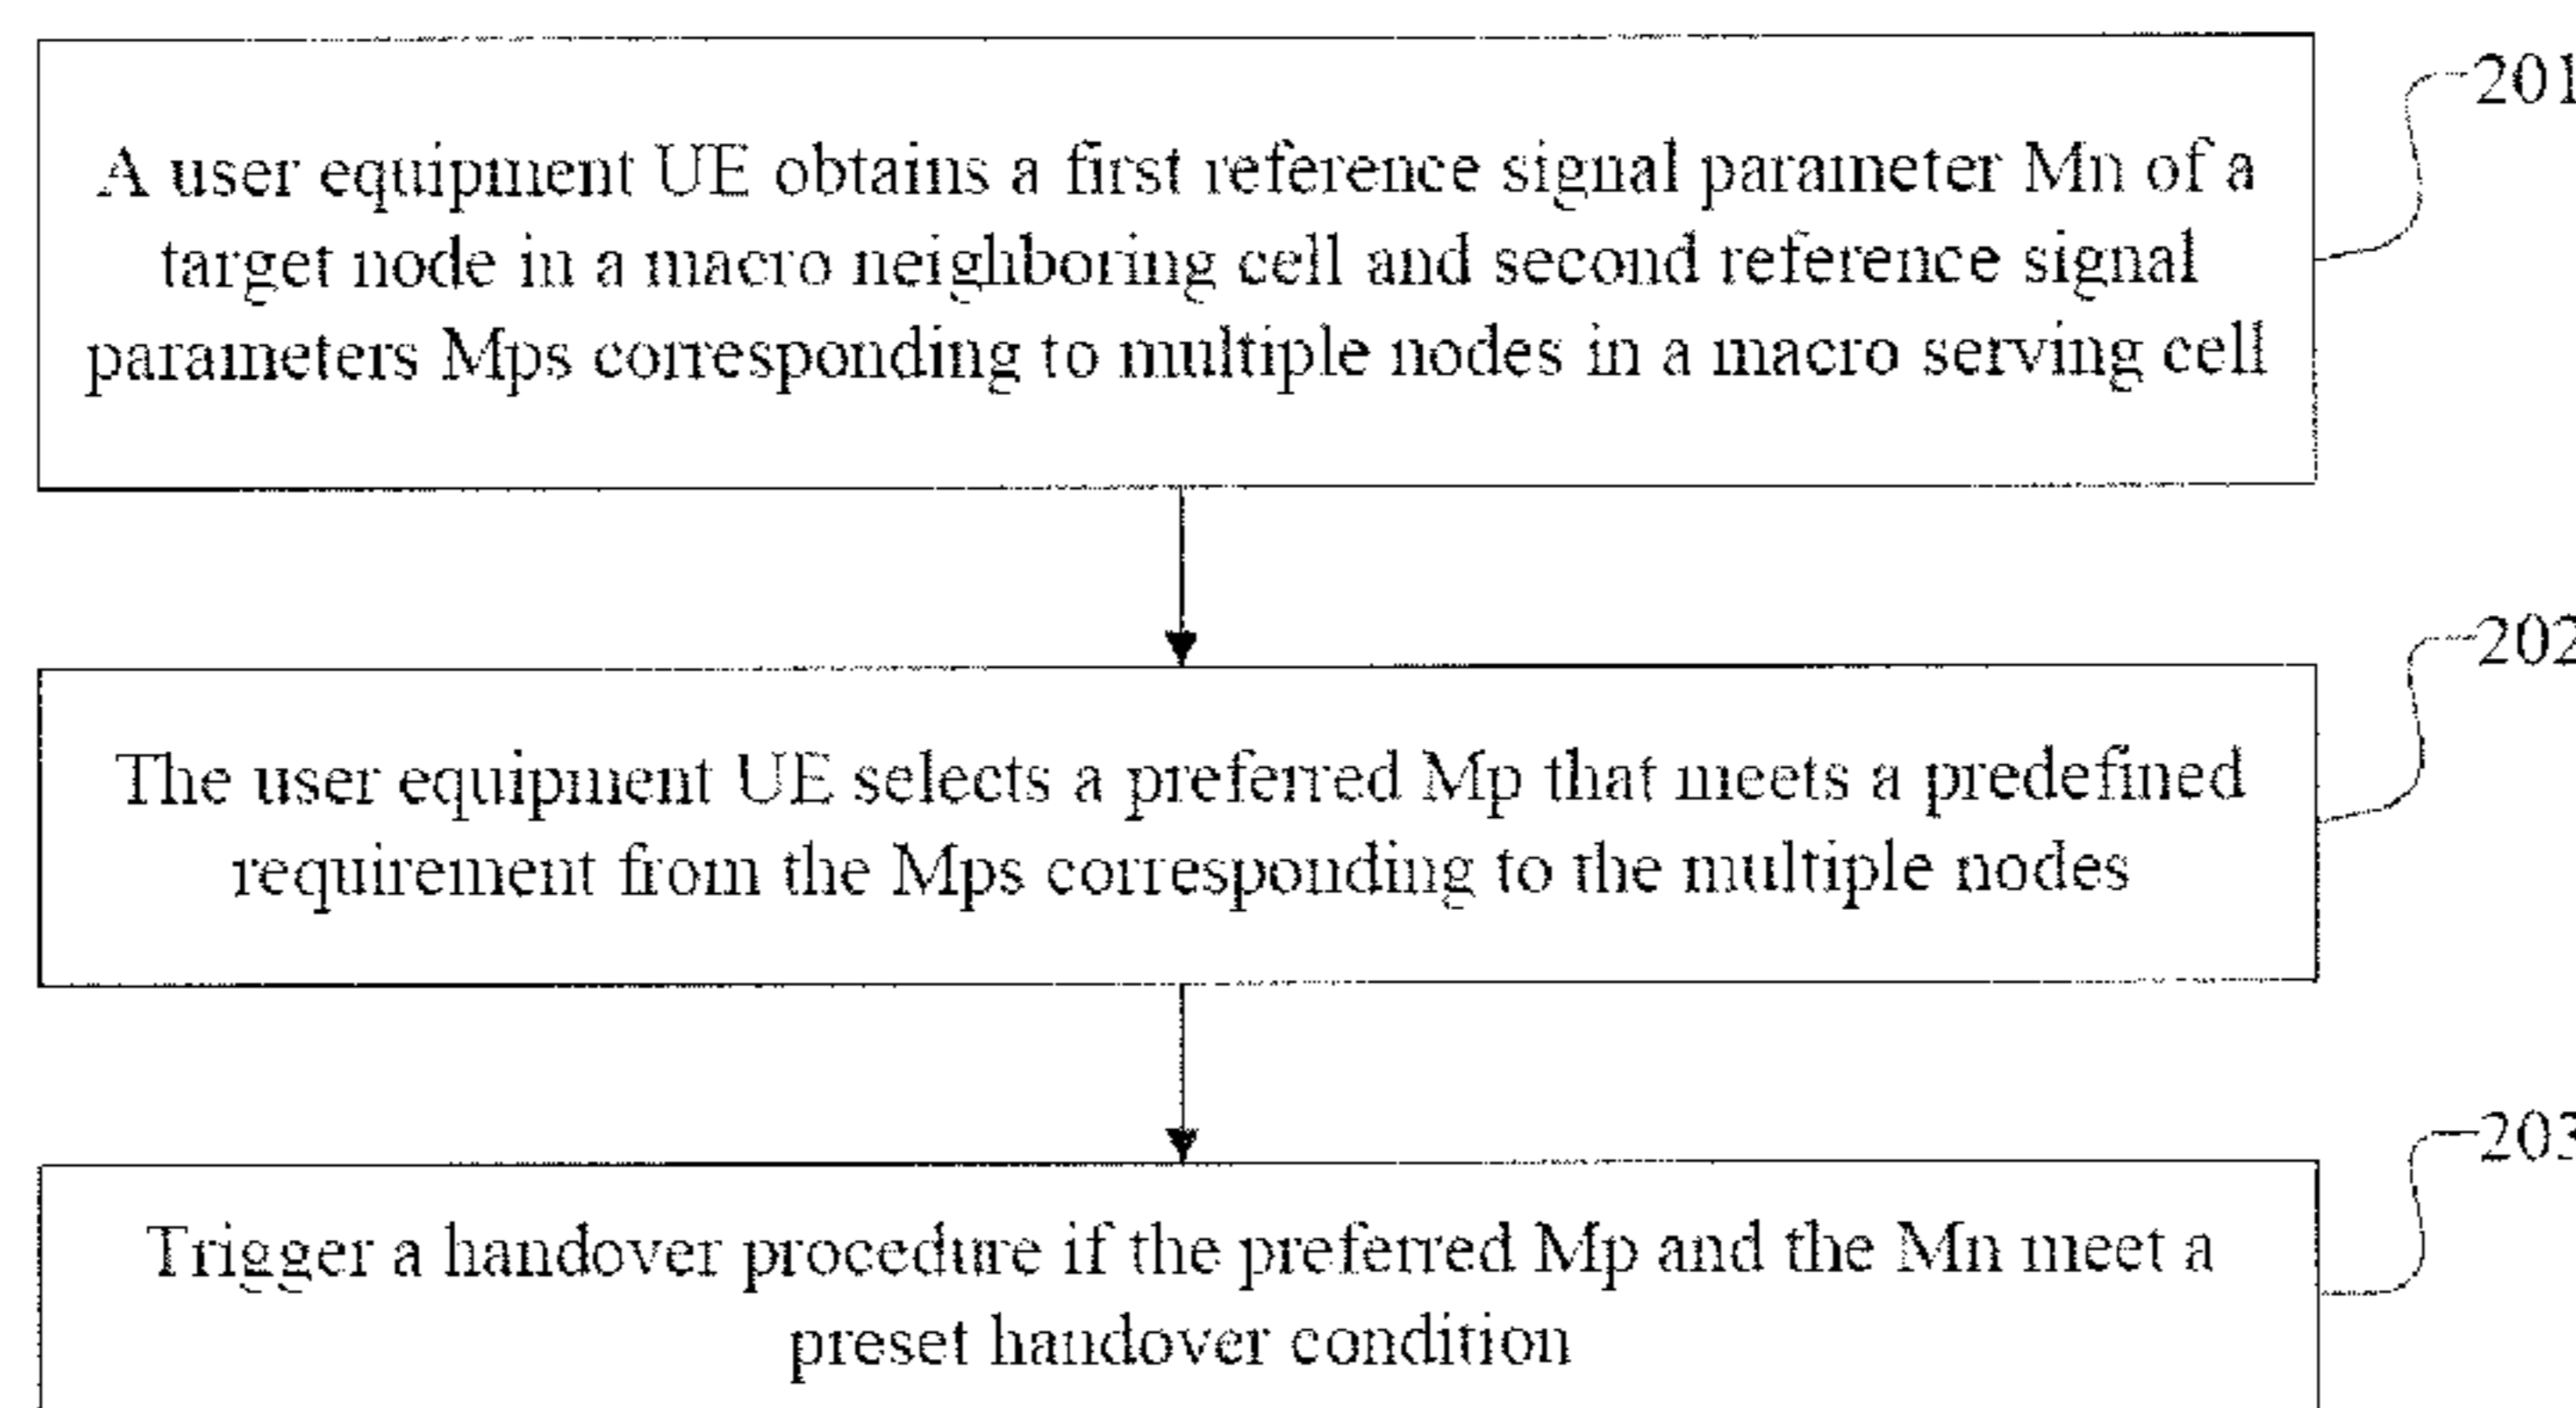 201
A user equipment UE obtains a first reference signal parameter Mn of a
target node in a macro neighboring cell and second reference signal
parameters Mps corresponding to multiple nodes in a macro serving cell
202
The user equipment UE selects a preferred Mp that meets a predefined
requirement from the Mps corresponding to the multiple nodes
203
Trigger a handover procedure if the preferred Mp and the Mn meet a
preset handover condition